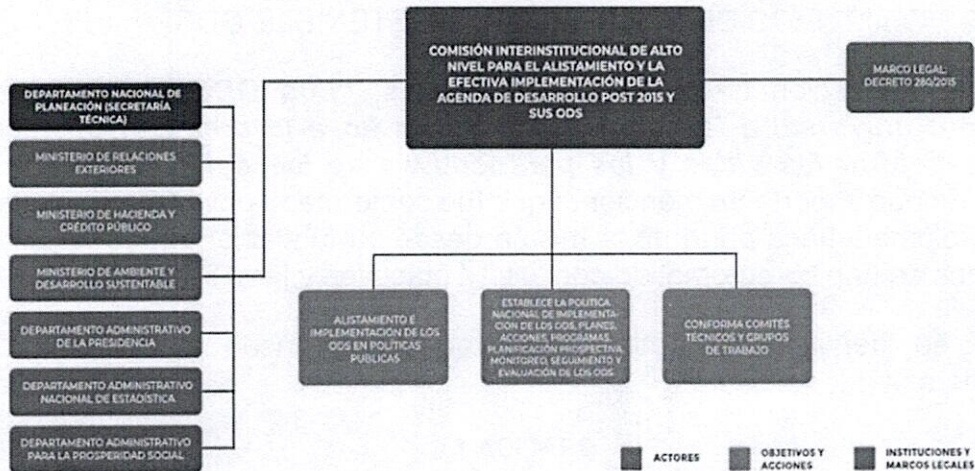 COMISIÓN INTERINSTITUCIONAL DE ALTO
NIVEL PARA EL ALISTAMIENTO Y LA
EFECTIVA IMPLEMENTACIÓN DE LA
AGENDA DE DESARROLLO POST 2015 Y
SUS ODS
MARCO LEGAL:
DECRETO 280/2015
DEPARTAMENTO NACIONAL DE
PLANEACIÓN (SECRETARÍA
TÉCNICA)
MINISTERIO DE RELACIONES
EXTERIORES
MINISTERIO DE HACIENDA Y
CRÉDITO PÚBLICO
MINISTERIO DE AMBIENTE Y
DESARROLLO SUSTENTABLE
DEPARTAMENTO ADMINISTRATIVO
DE LA PRESIDENCIA
DEPARTAMENTO ADMINISTRATIVO
NACIONAL DE ESTADÍSTICA
DEPARTAMENTO ADMINISTRATIVO
PARA LA PROSPERIDAD SOCIAL
ALISTAMIENTO E
IMPLEMENTACIÓN DE LOS
ODS EN POLÍTICAS
PÚBLICAS
ESTABLECE LA POLÍTICA
NACIONAL DE IMPLEMENTA-
CIÓN DE LOS ODS, PLANES,
ACCIONES, PROGRAMAS,
PLANIFICACIÓN PROSPECTIVA,
MONITOREO, SEGUIMIENTO Y
EVALUACIÓN DE LOS ODS
CONFORMA COMITÉS
TÉCNICOS Y GRUPOS
DE TRABAJO
ACTORES
OBJETIVOS Y
ACCIONES
INSTITUCIONES Y
MARCOS LEGALES